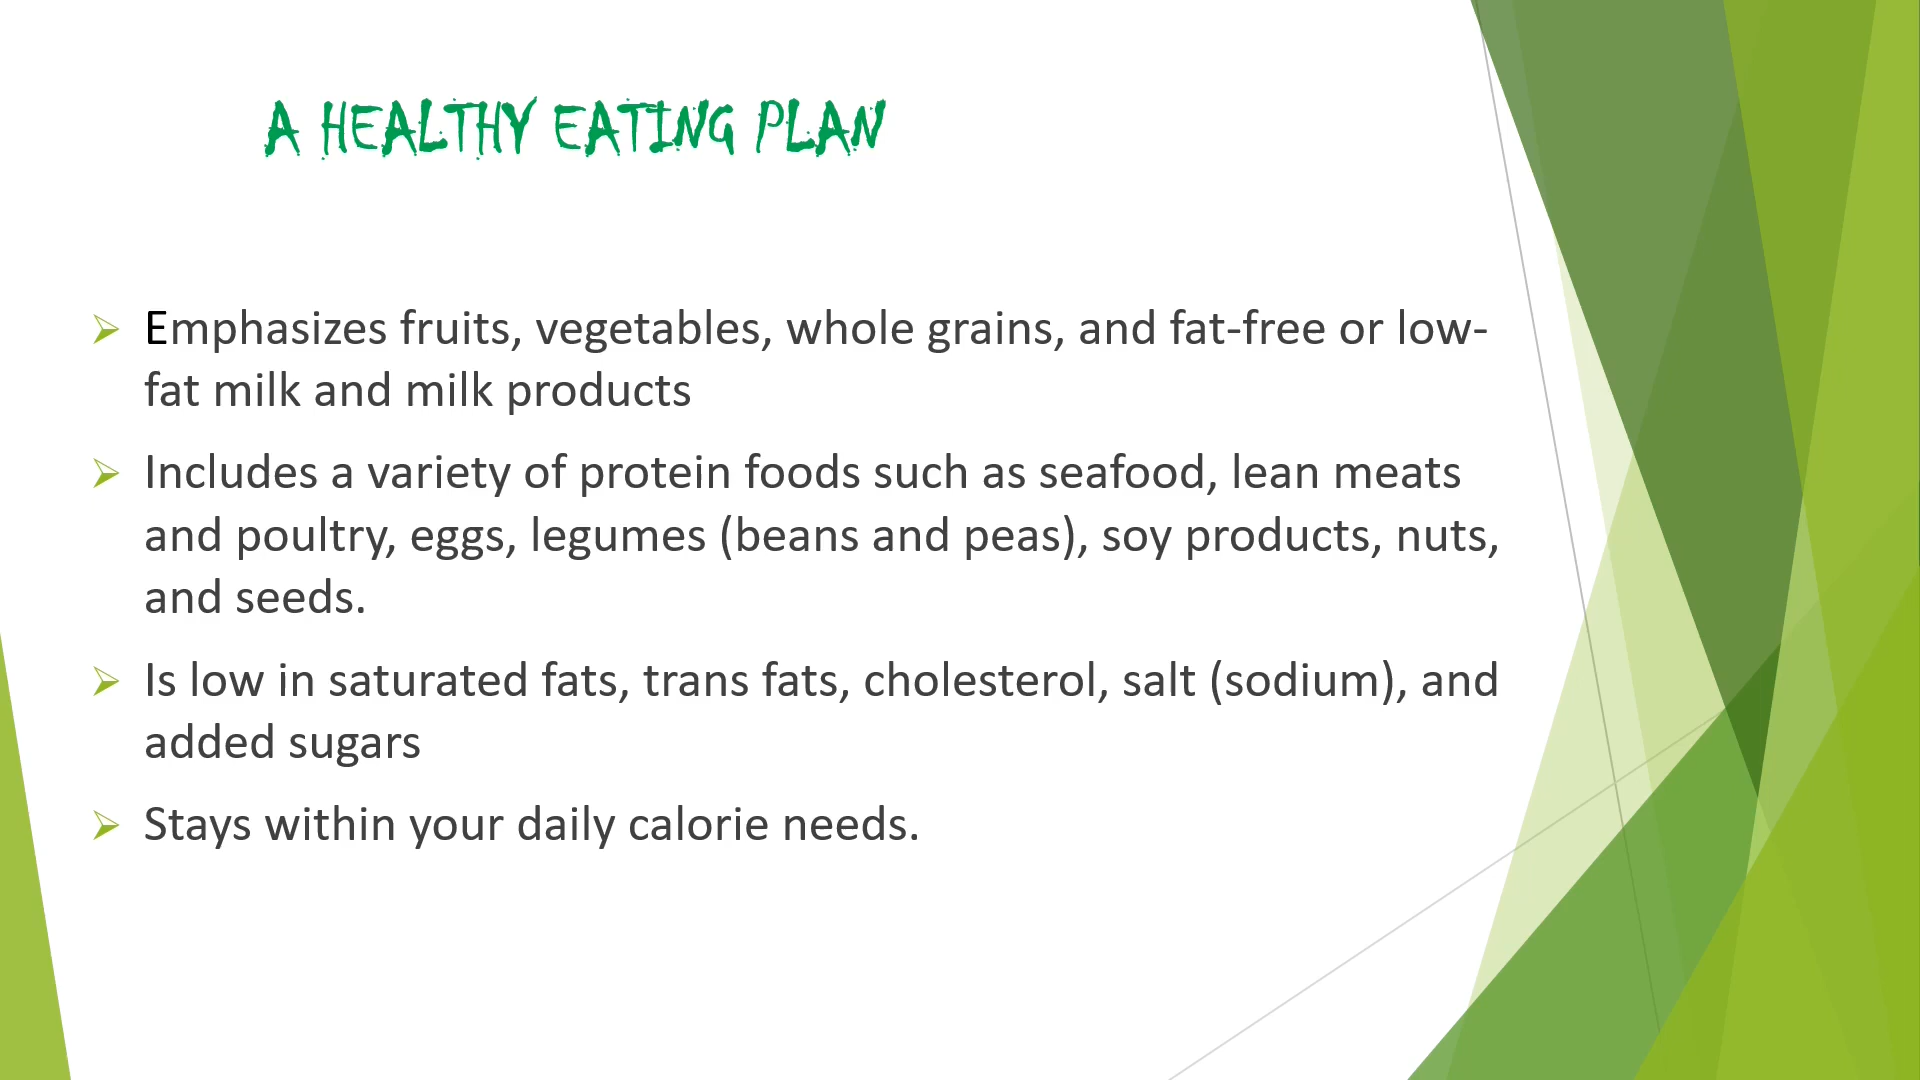 A HEALTHY EATING PLAN
Emphasizes fruits, vegetables, whole grains, and fat-free or low-
fat milk and milk products
Includes a variety of protein foods such as seafood, lean meats
and poultry, eggs, legumes (beans and peas), soy products, nuts,
and seeds.
Is low in saturated fats, trans fats, cholesterol, salt (sodium), and
added sugars
Stays within your daily calorie needs.